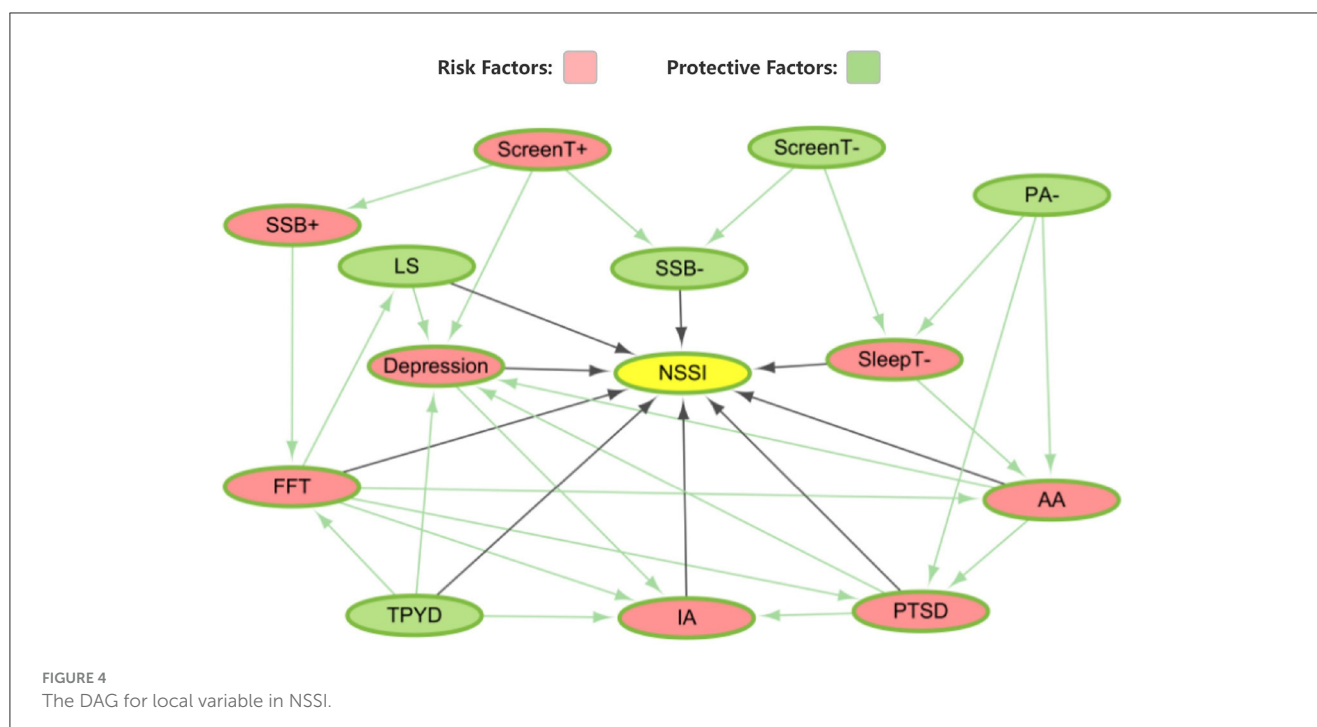 Risk Factors: Protective Factors:
ScreenT+
ScreenT-
PA-
SSB+
LS
SSB-
Depression
NSSI
SleepT-
FFT
AA
TPYD
IA
PTSD
FIGURE 4
The DAG for local variable in NSSI.